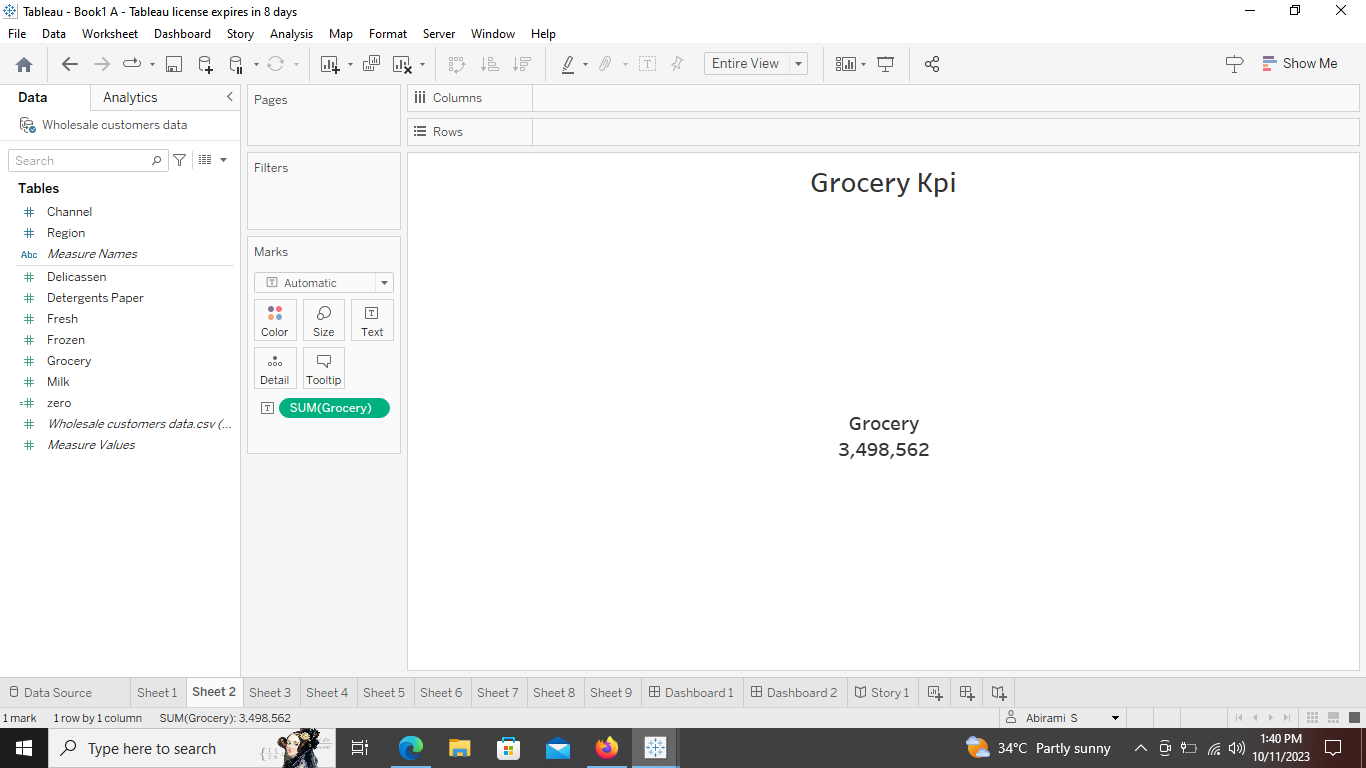 Tableau - Book1 A - Tableau license expires in 8 days
File Data Worksheet Dashboard Story Analysis Map Format Server Window Help
Entire View
Show Me
Data Analytics
Wholesale customers data
Search
Tables
# Channel
# Region
Abc Measure Names
# Delicassen
# Detergents Paper
# Fresh
# Frozen
# Grocery
# Milk
=# zero
# Wholesale customers data.csv (...
# Measure Values
Pages
Filters
Marks
T Automatic
Color Size T Text
Detail Tooltip
T SUM(Grocery)
Columns
Rows
Grocery Kpi
Grocery
3,498,562
Data Source Sheet 1 Sheet 2 Sheet 3 Sheet 4 Sheet 5 Sheet 6 Sheet 7 Sheet 8 Sheet 9 Dashboard 1 Dashboard 2 Story 1
1 mark 1 row by 1 column SUM(Grocery): 3,498,562 Abirami S
Type here to search
34°C Partly sunny
1:40 PM
10/11/2023